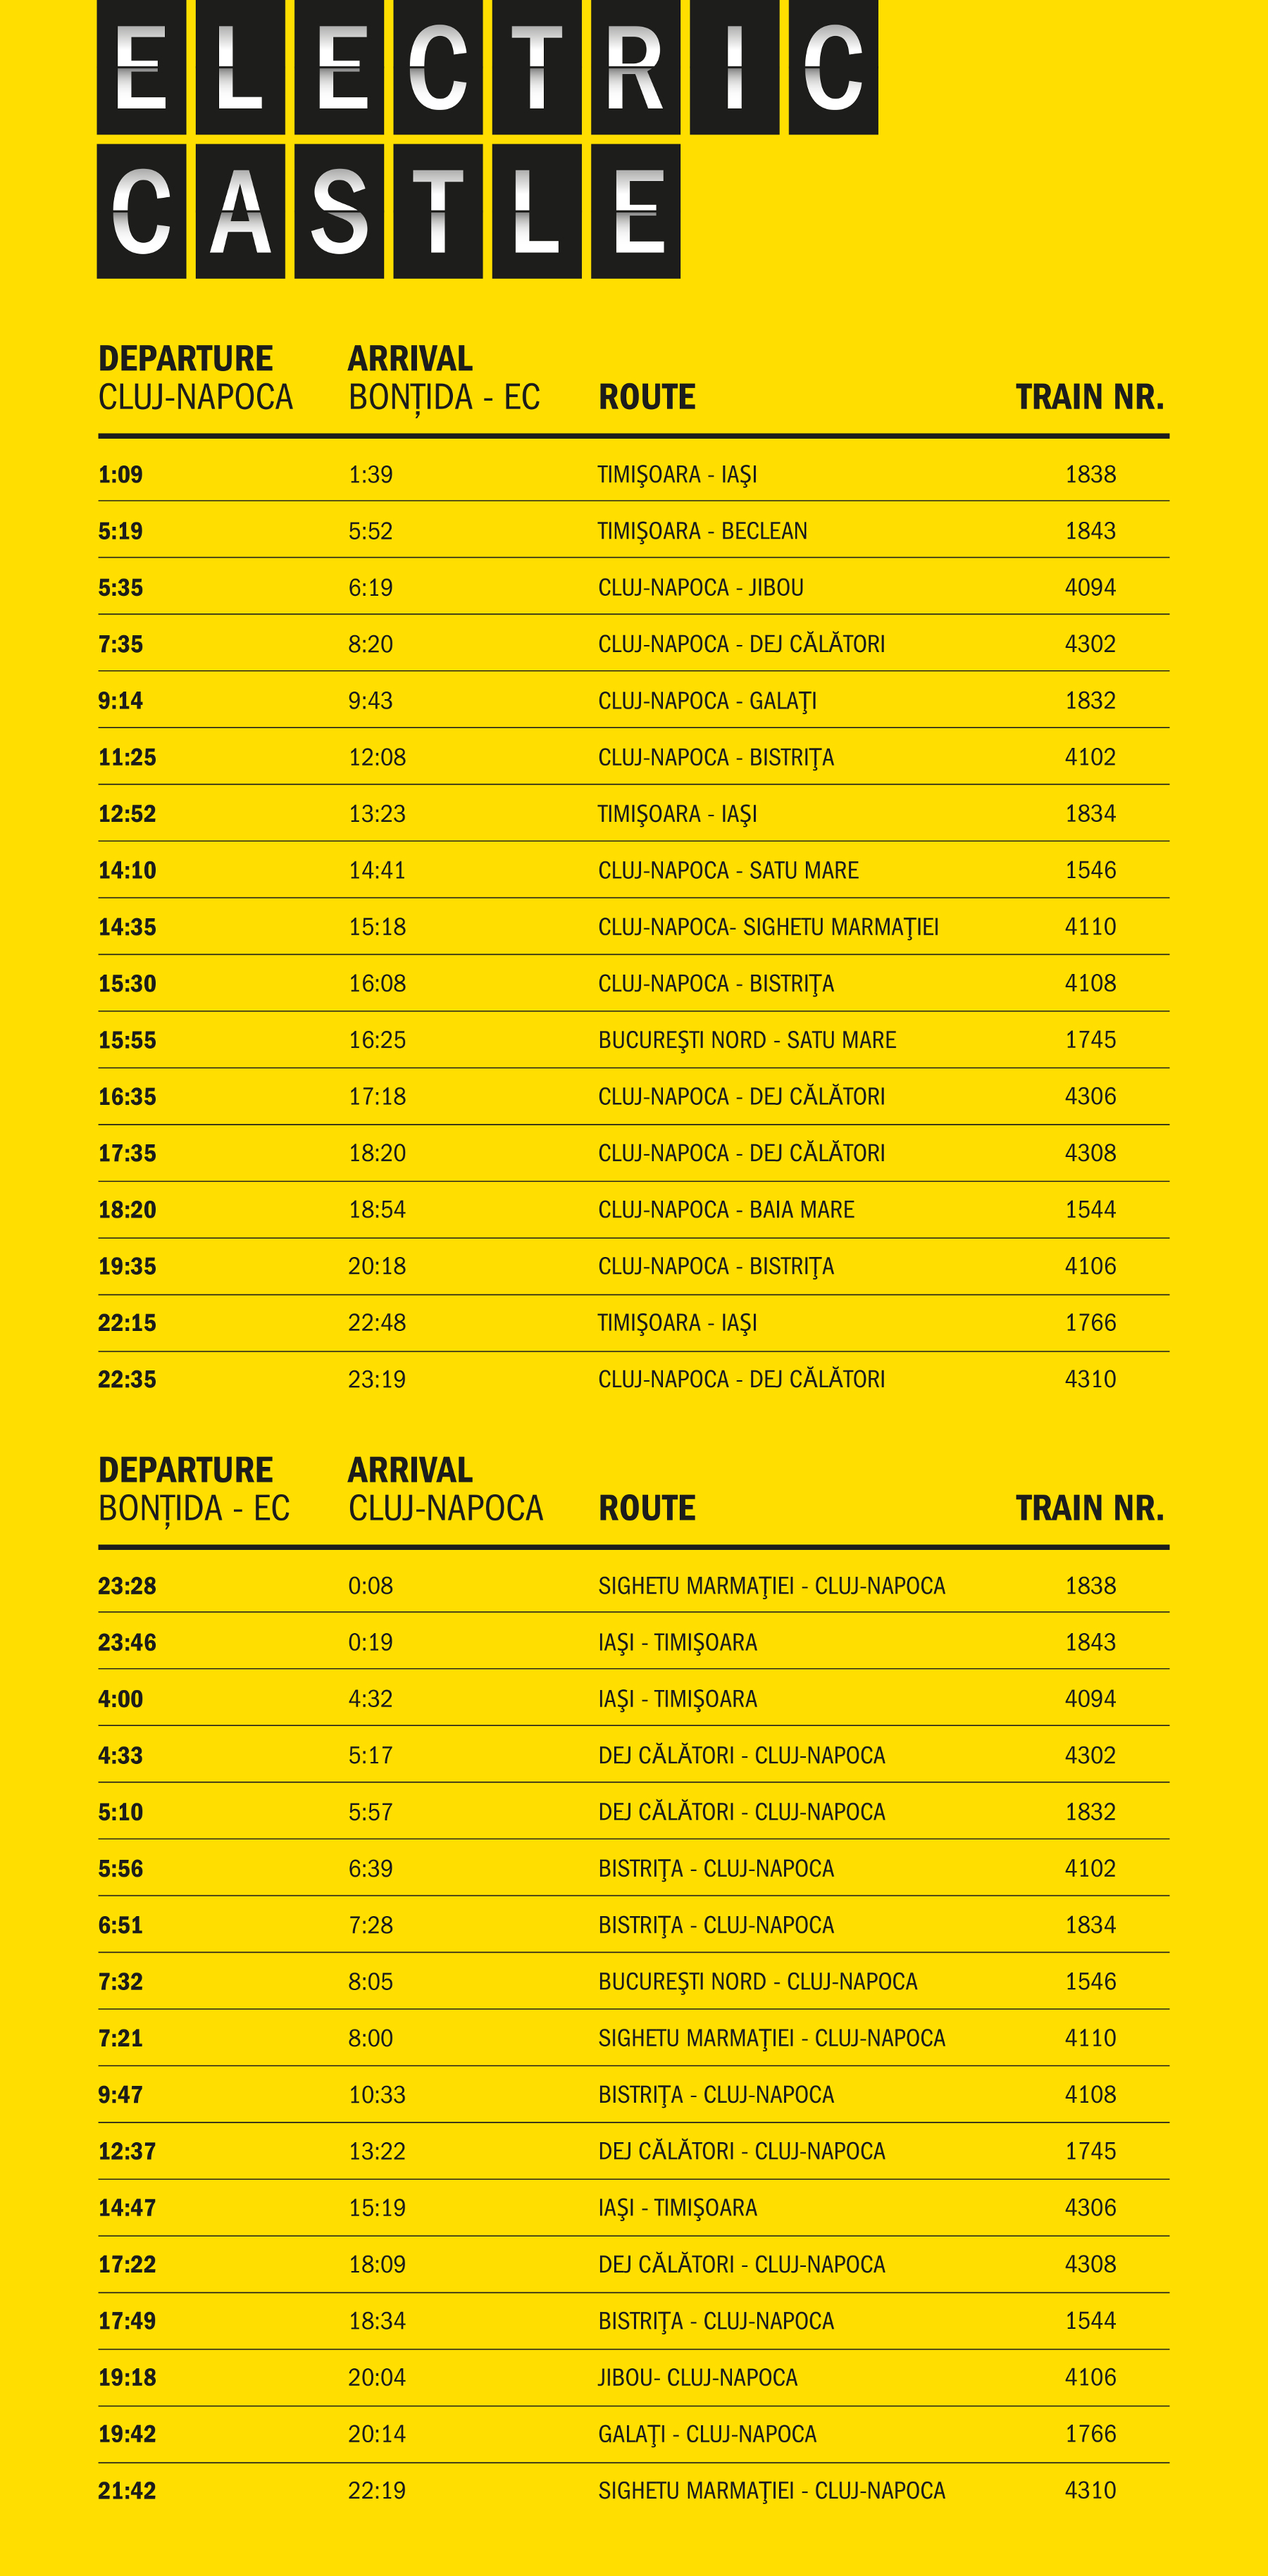 ELECTRIC
CASTLE
DEPARTURE ARRIVAL
CLUJ-NAPOCA BONȚIDA - EC ROUTE TRAIN NR.
1:09 1:39 TIMIŞOARA - IAŞI 1838
5:19 5:52 TIMIŞOARA - BECLEAN 1843
5:35 6:19 CLUJ-NAPOCA - JIBOU 4094
7:35 8:20 CLUJ-NAPOCA - DEJ CĂLĂTORI 4302
9:14 9:43 CLUJ-NAPOCA - GALAŢI 1832
11:25 12:08 CLUJ-NAPOCA - BISTRIŢA 4102
12:52 13:23 TIMIŞOARA - IAŞI 1834
14:10 14:41 CLUJ-NAPOCA - SATU MARE 1546
14:35 15:18 CLUJ-NAPOCA- SIGHETU MARMAŢIEI 4110
15:30 16:08 CLUJ-NAPOCA - BISTRIŢA 4108
15:55 16:25 BUCUREŞTI NORD - SATU MARE 1745
16:35 17:18 CLUJ-NAPOCA - DEJ CĂLĂTORI 4306
17:35 18:20 CLUJ-NAPOCA - DEJ CĂLĂTORI 4308
18:20 18:54 CLUJ-NAPOCA - BAIA MARE 1544
19:35 20:18 CLUJ-NAPOCA - BISTRIŢA 4106
22:15 22:48 TIMIŞOARA - IAŞI 1766
22:35 23:19 CLUJ-NAPOCA - DEJ CĂLĂTORI 4310
DEPARTURE ARRIVAL
BONȚIDA - EC CLUJ-NAPOCA ROUTE TRAIN NR.
23:28 0:08 SIGHETU MARMAŢIEI - CLUJ-NAPOCA 1838
23:46 0:19 IAŞI - TIMIŞOARA 1843
4:00 4:32 IAŞI - TIMIŞOARA 4094
4:33 5:17 DEJ CĂLĂTORI - CLUJ-NAPOCA 4302
5:10 5:57 DEJ CĂLĂTORI - CLUJ-NAPOCA 1832
5:56 6:39 BISTRIŢA - CLUJ-NAPOCA 4102
6:51 7:28 BISTRIŢA - CLUJ-NAPOCA 1834
7:32 8:05 BUCUREŞTI NORD - CLUJ-NAPOCA 1546
7:21 8:00 SIGHETU MARMAŢIEI - CLUJ-NAPOCA 4110
9:47 10:33 BISTRIŢA - CLUJ-NAPOCA 4108
12:37 13:22 DEJ CĂLĂTORI - CLUJ-NAPOCA 1745
14:47 15:19 IAŞI - TIMIŞOARA 4306
17:22 18:09 DEJ CĂLĂTORI - CLUJ-NAPOCA 4308
17:49 18:34 BISTRIŢA - CLUJ-NAPOCA 1544
19:18 20:04 JIBOU- CLUJ-NAPOCA 4106
19:42 20:14 GALAŢI - CLUJ-NAPOCA 1766
21:42 22:19 SIGHETU MARMAŢIEI - CLUJ-NAPOCA 4310